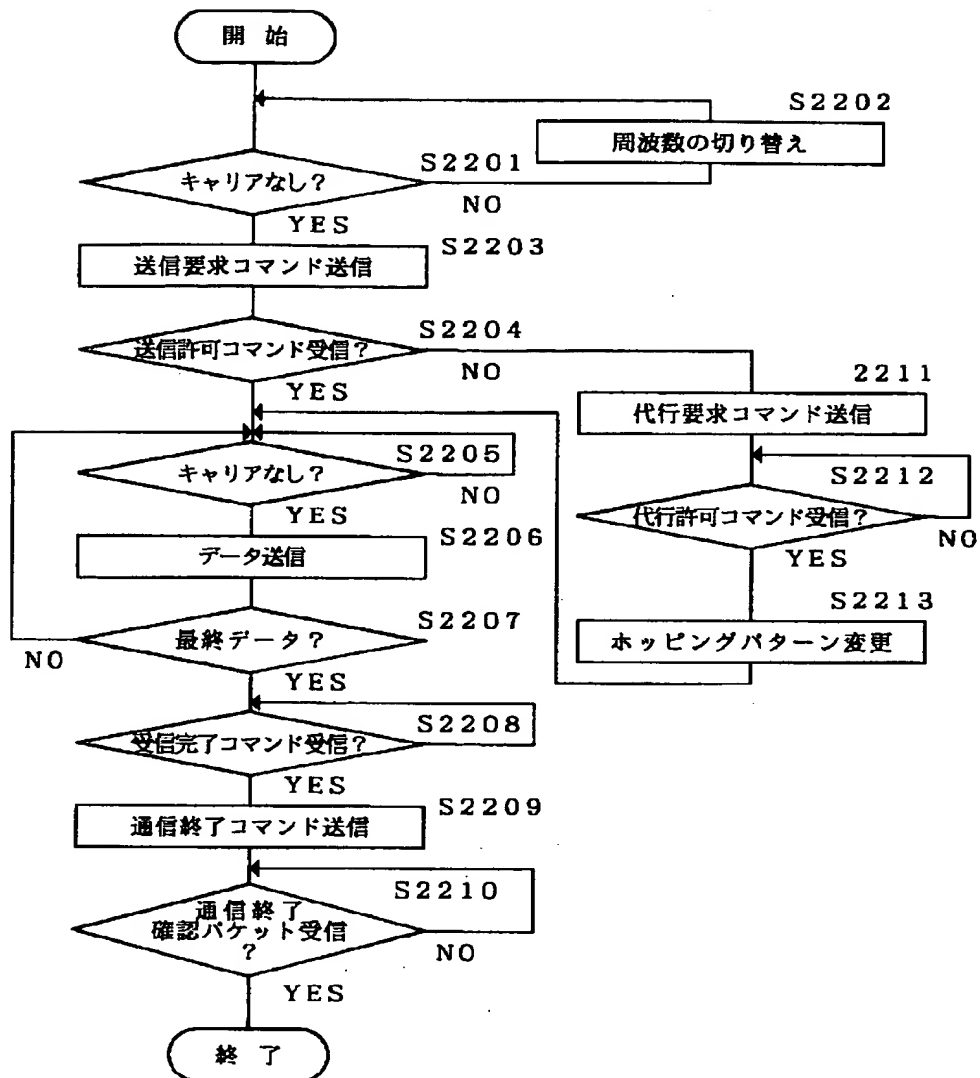 開始
S2202
周波数の切り替え
S2201
キャリアなし?
NO
YES
S2203
送信要求コマンド送信
S2204
送信許可コマンド受信?
NO
YES
2211
代行要求コマンド送信
S2205
キャリアなし?
NO
YES
S2212
代行許可コマンド受信?
NO
YES
S2206
データ送信
S2207
最終データ?
NO
YES
S2213
ホッピングパターン変更
S2208
受信完了コマンド受信?
YES
S2209
通信終了コマンド送信
S2210
通信終了
確認パケット受信
?
NO
YES
終了